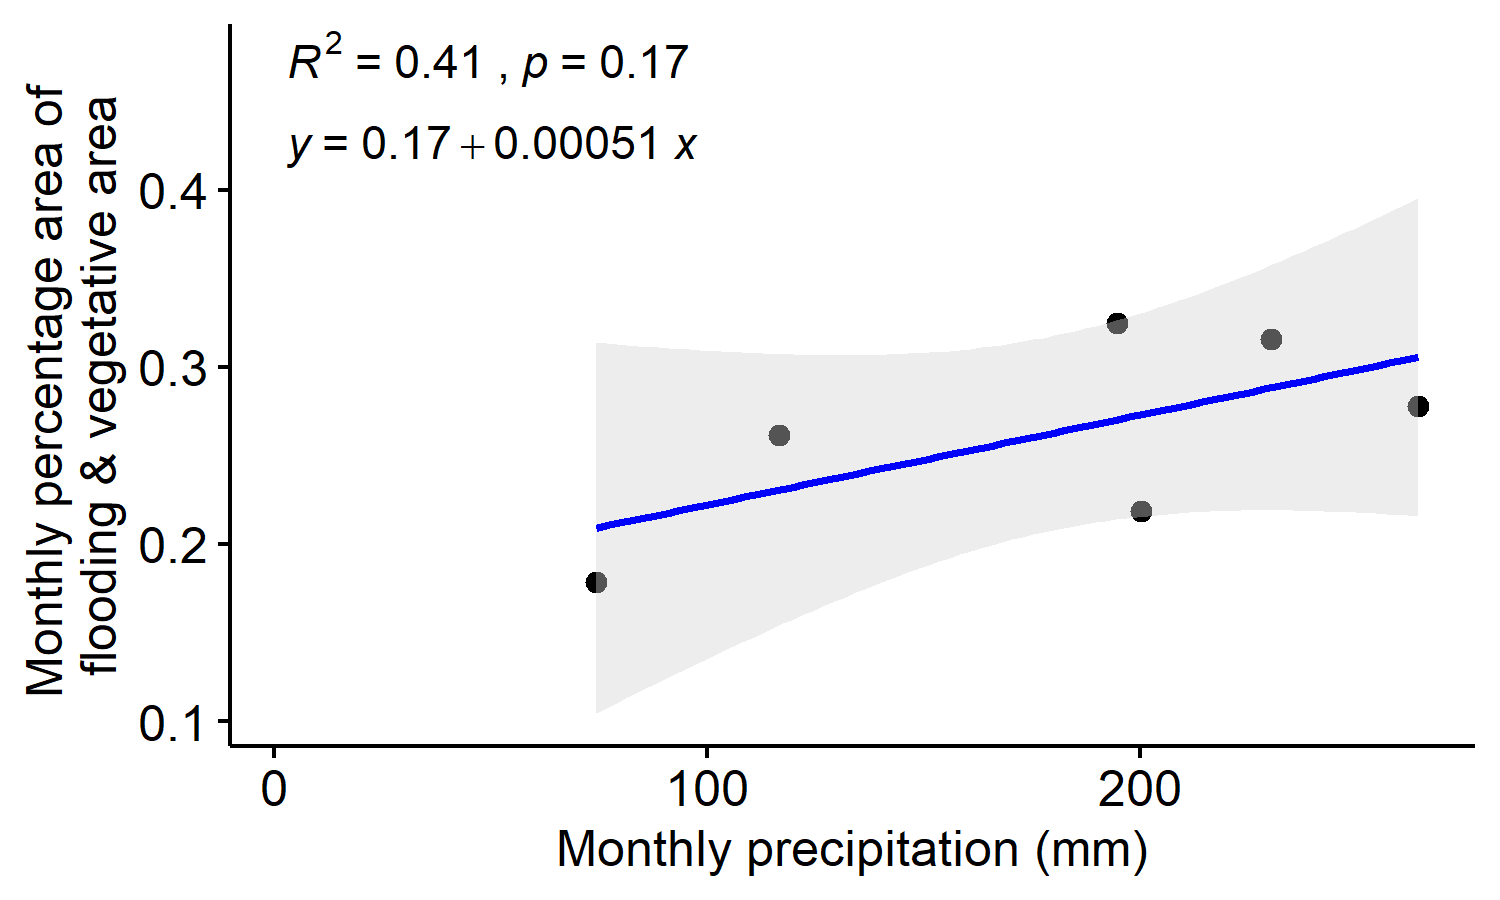 R² = 0.41 , p = 0.17
y = 0.17 + 0.00051 x
Monthly percentage area of
flooding & vegetative area
0.4
0.3
0.2
0.1
0 100 200
Monthly precipitation (mm)